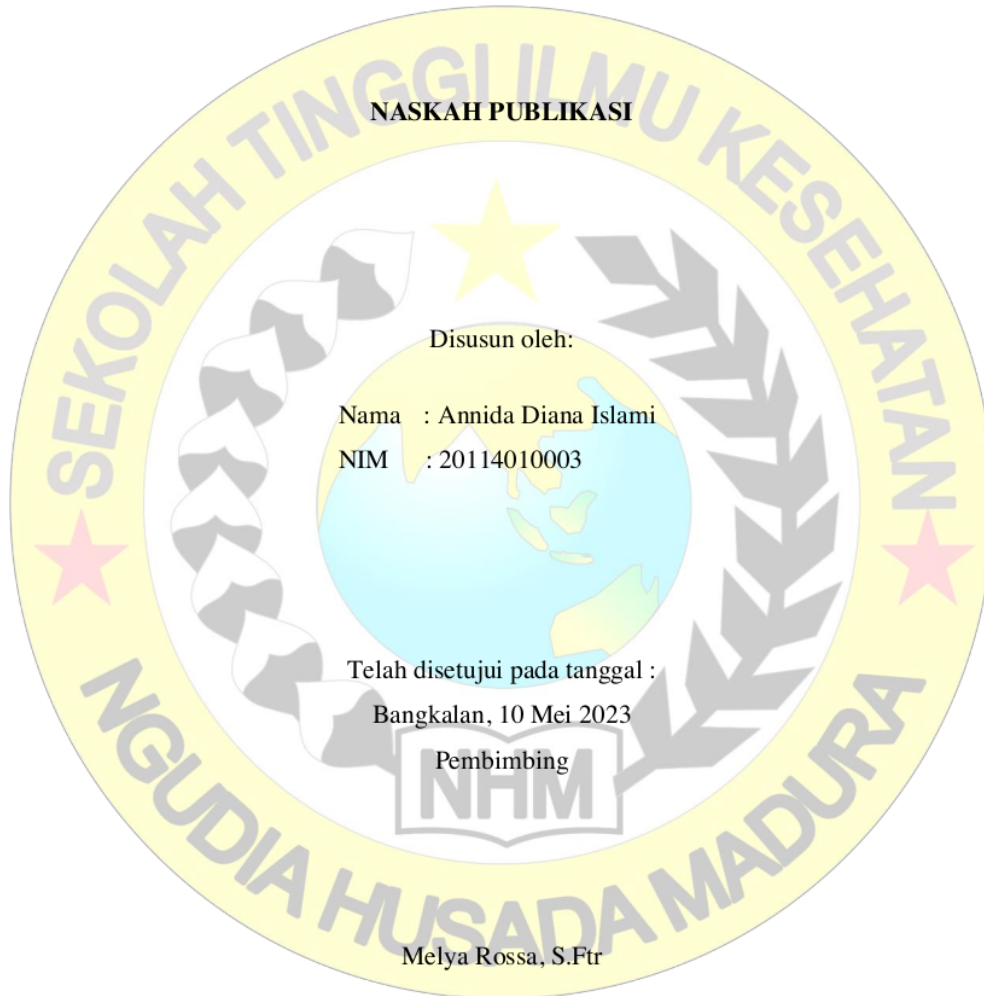 NASKAH PUBLIKASI
SEKOLAH TINGGI ILMU KESEHATAN
Disusun oleh:
Nama : Annida Diana Islami
NIM : 20114010003
Telah disetujui pada tanggal :
Bangkalan, 10 Mei 2023
Pembimbing
NHM
NGUDIA HUSADA MADURA
Melya Rossa, S.Ftr